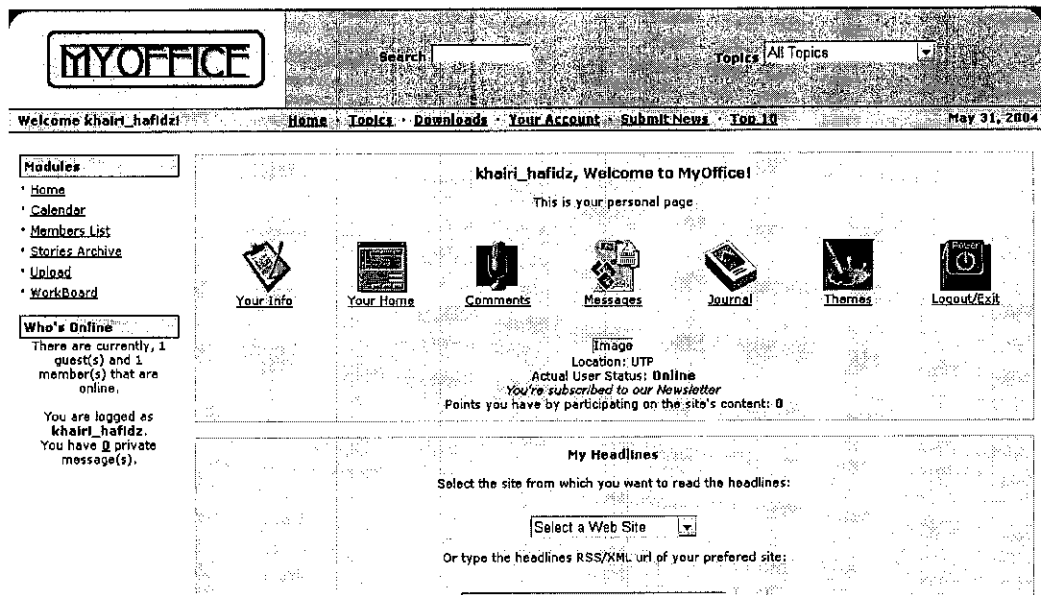 MYOFFICE
Search
Topics All Topics
Welcome khairi_hafidz!
Home · Topics · Downloads · Your Account · Submit News · Top 10
May 31, 2004
Modules
· Home
· Calendar
· Members List
· Stories Archive
· Upload
· WorkBoard
Who's Online
There are currently, 1
guest(s) and 1
member(s) that are
online.
You are logged as
khairi_hafidz.
You have 0 private
message(s).
khairi_hafidz, Welcome to MyOffice!
This is your personal page
Your Info
Your Home
Comments
Messages
Journal
Power
Themes
Logout/Exit
Image
Location: UTP
Actual User Status: Online
You're subscribed to our Newsletter
Points you have by participating on the site's content: 0
My Headlines
Select the site from which you want to read the headlines:
Select a Web Site
Or type the headlines RSS/XML url of your prefered site: